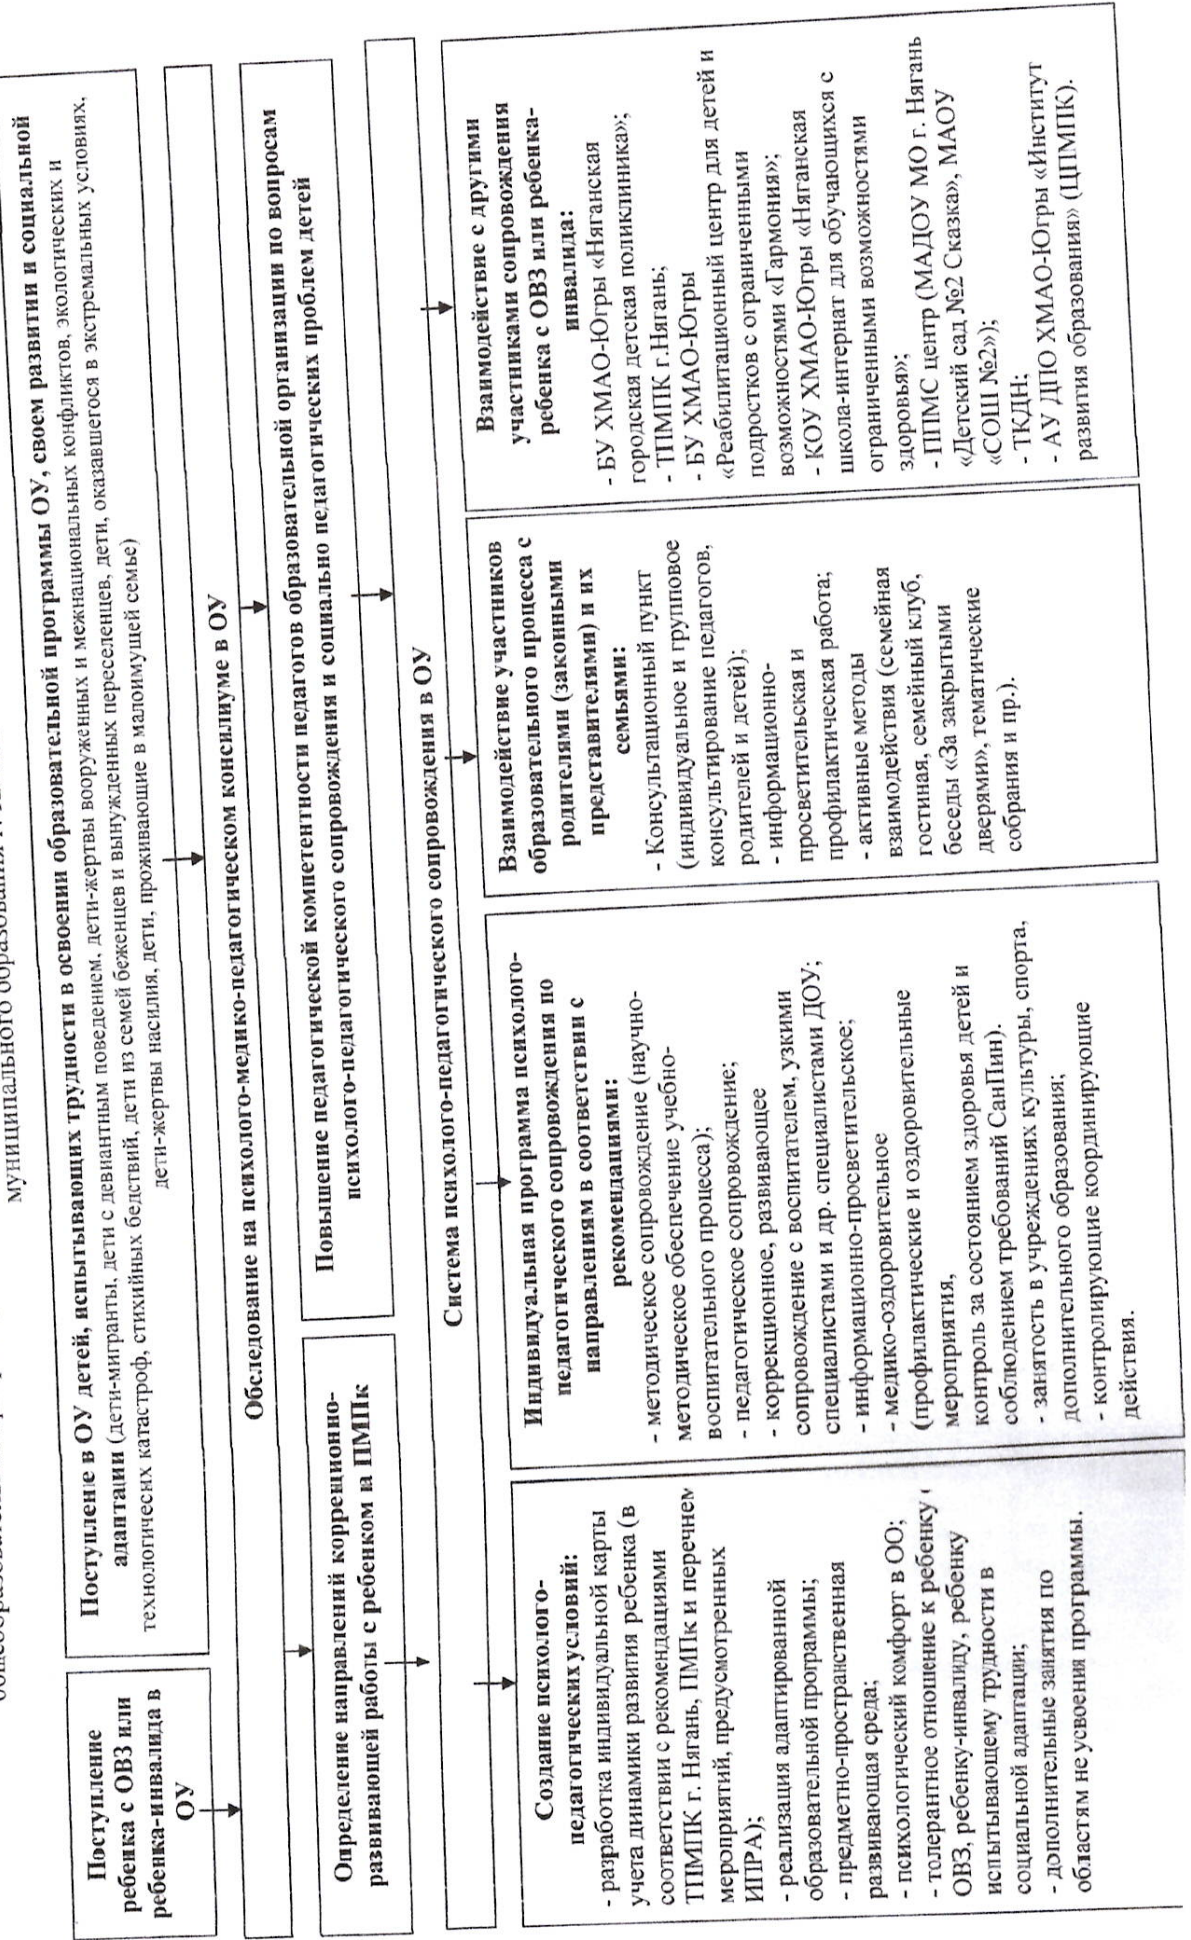 муниципального образования
Поступление
ребенка с ОВЗ или
ребенка-инвалида в
ОУ
Поступление в ОУ детей, испытывающих трудности в освоении образовательной программы ОУ, своем развитии и социальной
адаптации (дети-мигранты, дети с девиантным поведением, дети-жертвы вооруженных и межнациональных конфликтов, экологических и
технологических катастроф, стихийных бедствий, дети из семей беженцев и вынужденных переселенцев, дети, оказавшегося в экстремальных условиях,
дети-жертвы насилия, дети, проживающие в малоимущей семье)
Обследование на психолого-медико-педагогическом консилиуме в ОУ
Определение направлений коррекционно-
развивающей работы с ребенком на ПМПк
Повышение педагогической компетентности педагогов образовательной организации по вопросам
психолого-педагогического сопровождения и социально педагогических проблем детей
Система психолого-педагогического сопровождения в ОУ
Создание психолого-
педагогических условий:
- разработка индивидуальной карты
учета динамики развития ребенка (в
соответствии с рекомендациями
ТПМПК г. Нягань, ПМПк и перечнем
мероприятий, предусмотренных
ИПРА);
- реализация адаптированной
образовательной программы;
- предметно-пространственная
развивающая среда;
- психологический комфорт в ОО;
- толерантное отношение к ребенку с
ОВЗ, ребенку-инвалиду, ребенку
испытывающему трудности в
социальной адаптации;
- дополнительные занятия по
областям не усвоения программы.
Индивидуальная программа психолого-
педагогического сопровождения по
направлениям в соответствии с
рекомендациями:
- методическое сопровождение (научно-
методическое обеспечение учебно-
воспитательного процесса);
- педагогическое сопровождение;
- коррекционное, развивающее
сопровождение с воспитателем, узкими
специалистами и др. специалистами ДОУ;
- информационно-просветительское;
- медико-оздоровительное
(профилактические и оздоровительные
мероприятия,
контроль за состоянием здоровья детей и
соблюдением требований СанПин).
- занятость в учреждениях культуры, спорта,
дополнительного образования;
- контролирующие координирующие
действия.
Взаимодействие участников
образовательного процесса с
родителями (законными
представителями) и их
семьями:
- Консультационный пункт
(индивидуальное и групповое
консультирование педагогов,
родителей и детей);
- информационно-
просветительская и
профилактическая работа;
- активные методы
взаимодействия (семейная
гостиная, семейный клуб,
беседы «За закрытыми
дверями», тематические
собрания и пр.).
Взаимодействие с другими
участниками сопровождения
ребенка с ОВЗ или ребенка-
инвалида:
- БУ ХМАО-Югры «Няганская
городская детская поликлиника»;
- ТПМПК г.Нягань;
- БУ ХМАО-Югры
«Реабилитационный центр для детей и
подростков с ограниченными
возможностями «Гармония»;
- КОУ ХМАО-Югры «Няганская
школа-интернат для обучающихся с
ограниченными возможностями
здоровья»;
- ППМС центр (МАДОУ МО г. Нягань
«Детский сад №2 Сказка», МАОУ
«СОШ №2»);
- ТКДН;
- АУ ДПО ХМАО-Югры «Институт
развития образования» (ЦПМПК).